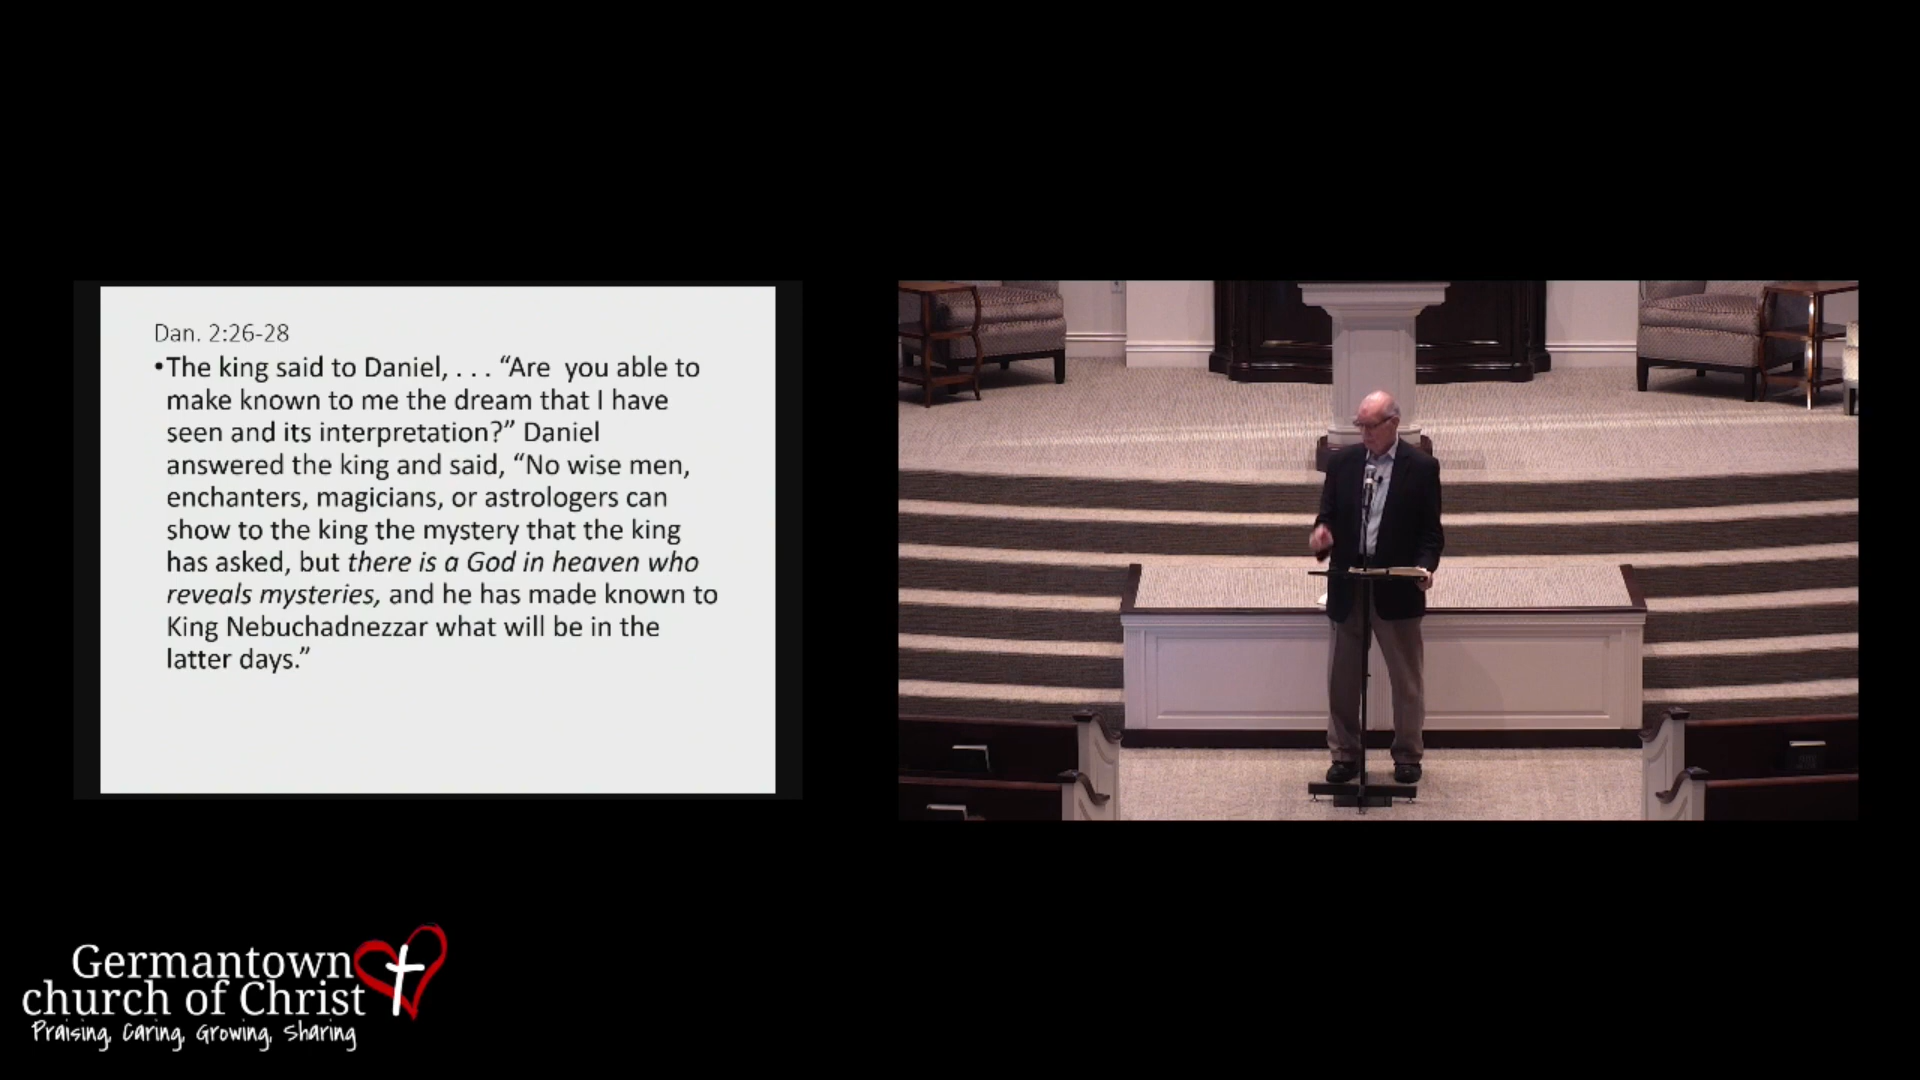 Dan. 2:26-28
•The king said to Daniel, . . . “Are  you able to
make known to me the dream that I have
seen and its interpretation?” Daniel
answered the king and said, “No wise men,
enchanters, magicians, or astrologers can
show to the king the mystery that the king
has asked, but there is a God in heaven who
reveals mysteries, and he has made known to
King Nebuchadnezzar what will be in the
latter days.”
Germantown
church of Christ
Praising, Caring, Growing, Sharing